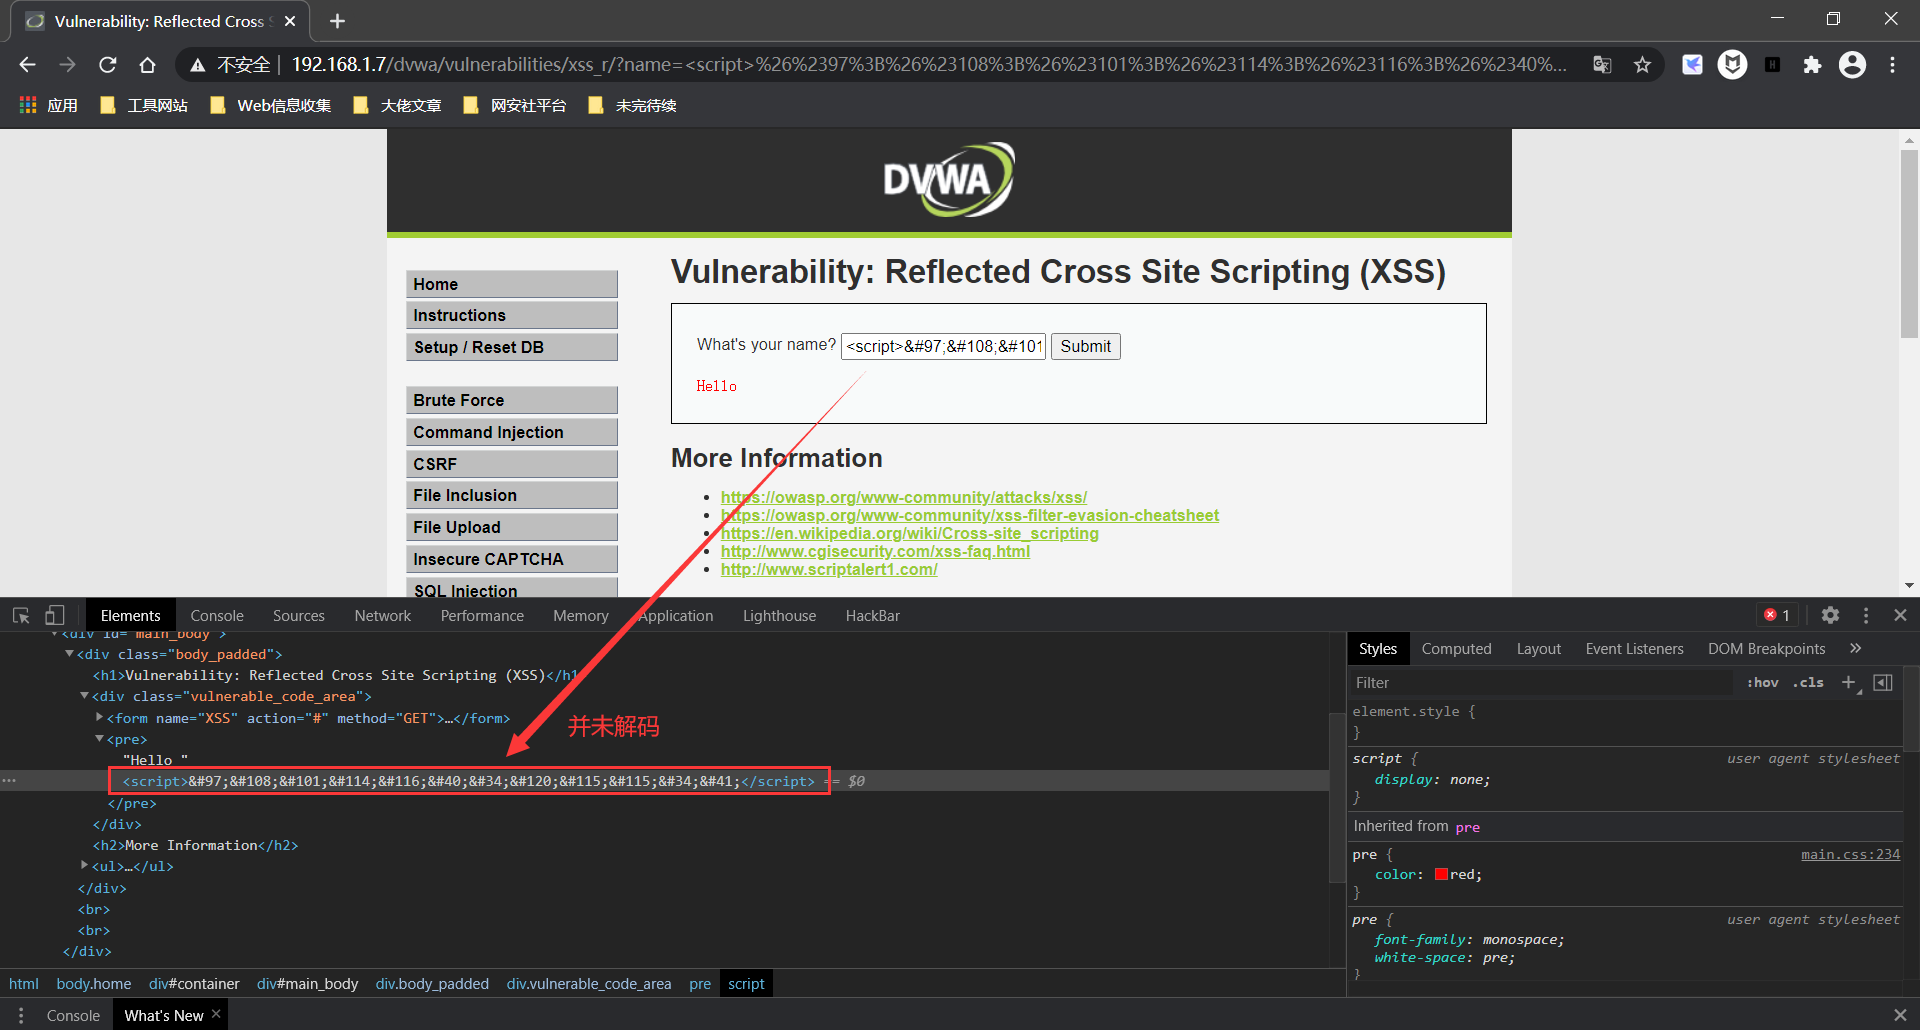 Vulnerability: Reflected Cross S
不安全 | 192.168.1.7/dvwa/vulnerabilities/xss_r/?name=<script>%26%2397%3B%26%23108%3B%26%23101%3B%26%23114%3B%26%23116%3B%26%2340%...
应用 工具网站 Web信息收集 大佬文章 网安社平台 未完待续
DVWA
Home
Instructions
Setup / Reset DB
Brute Force
Command Injection
CSRF
File Inclusion
File Upload
Insecure CAPTCHA
SQL Injection
Vulnerability: Reflected Cross Site Scripting (XSS)
What's your name? <script>&#97;&#108;&#101 Submit
Hello
More Information
https://owasp.org/www-community/attacks/xss/
https://owasp.org/www-community/xss-filter-evasion-cheatsheet
https://en.wikipedia.org/wiki/Cross-site_scripting
http://www.cgisecurity.com/xss-faq.html
http://www.scriptalert1.com/
Elements Console Sources Network Performance Memory Application Lighthouse HackBar 1
<div id="main_body">
<div class="body_padded">
<h1>Vulnerability: Reflected Cross Site Scripting (XSS)</h1
<div class="vulnerable_code_area">
<form name="XSS" action="#" method="GET">…</form>
<pre>
"Hello "
<script>&#97;&#108;&#101;&#114;&#116;&#40;&#34;&#120;&#115;&#115;&#34;&#41;</script> == $0
</pre>
</div>
<h2>More Information</h2>
<ul>…</ul>
</div>
<br>
<br>
</div>
并未解码
html body.home div#container div#main_body div.body_padded div.vulnerable_code_area pre script
Console What's New
Styles Computed Layout Event Listeners DOM Breakpoints
Filter :hov .cls
element.style {
}
script { user agent stylesheet
display: none;
}
Inherited from pre
pre { main.css:234
color: red;
}
pre { user agent stylesheet
font-family: monospace;
white-space: pre;
}